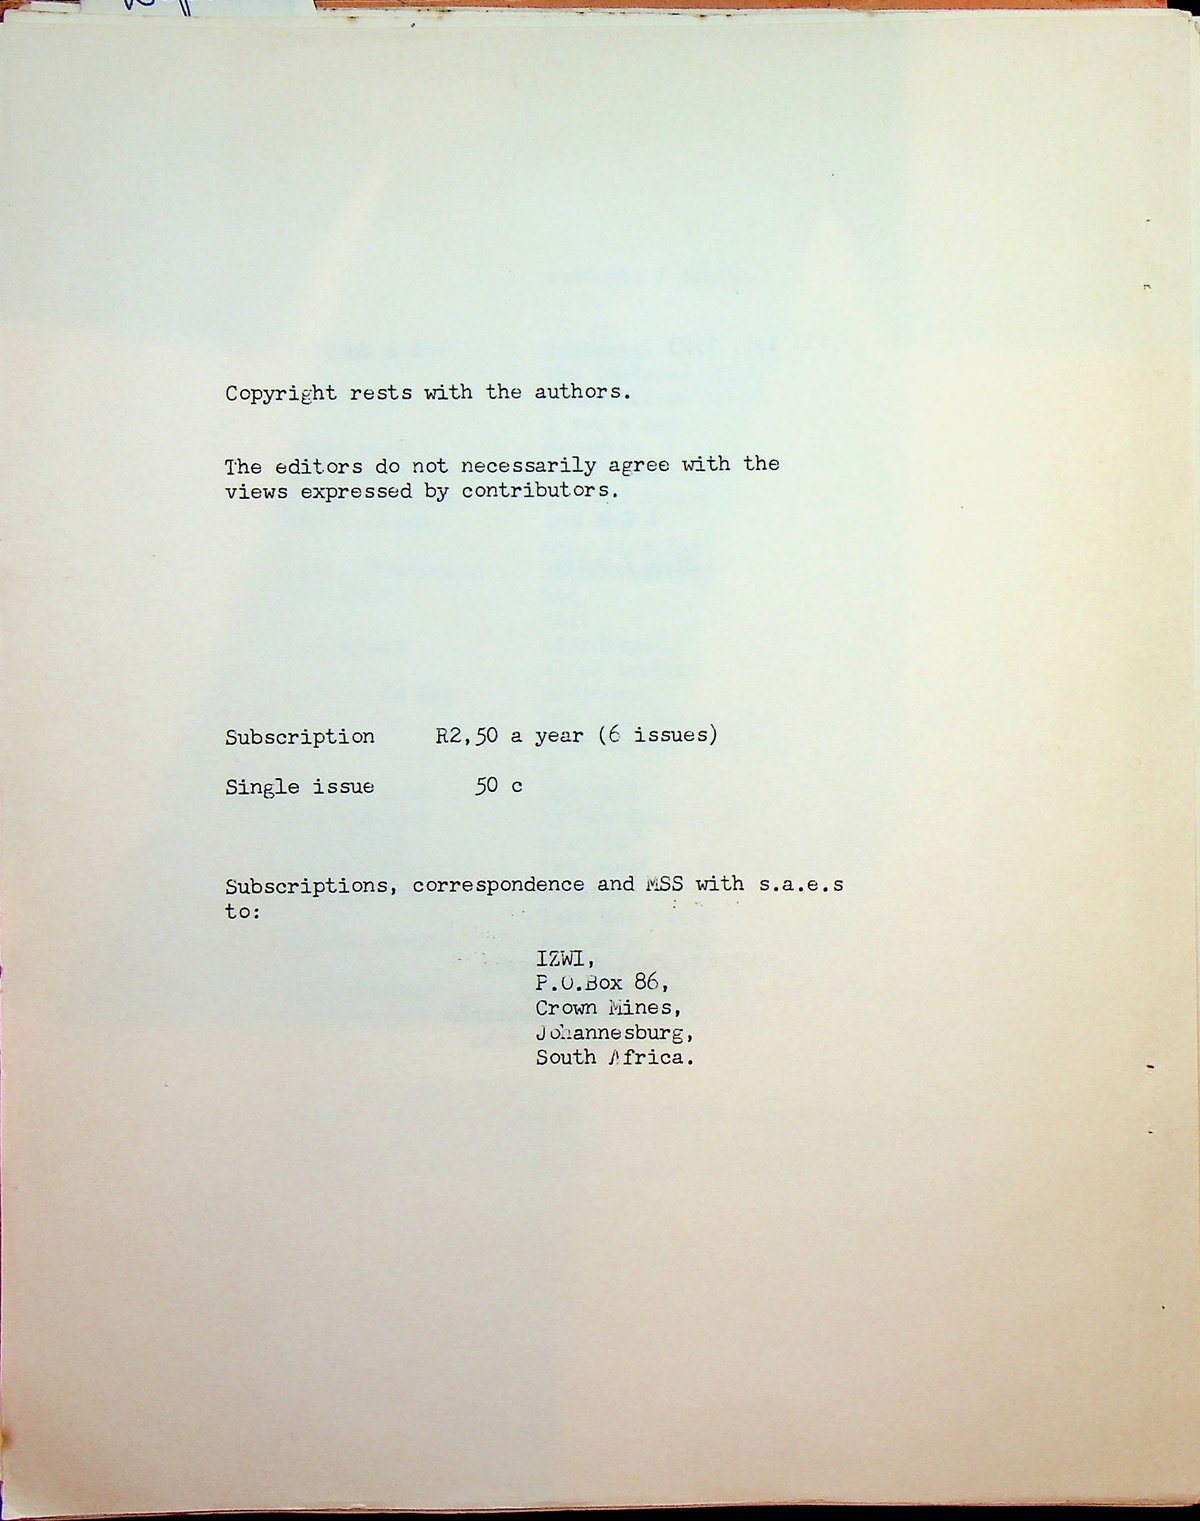 Copyright rests with the authors.
The editors do not necessarily agree with the
views expressed by contributors.
Subscription R2,50 a year (6 issues)
Single issue 50 c
Subscriptions, correspondence and MSS with s.a.e.s
to:
IZWI,
P.O.Box 86,
Crown Mines,
Johannesburg,
South Africa.